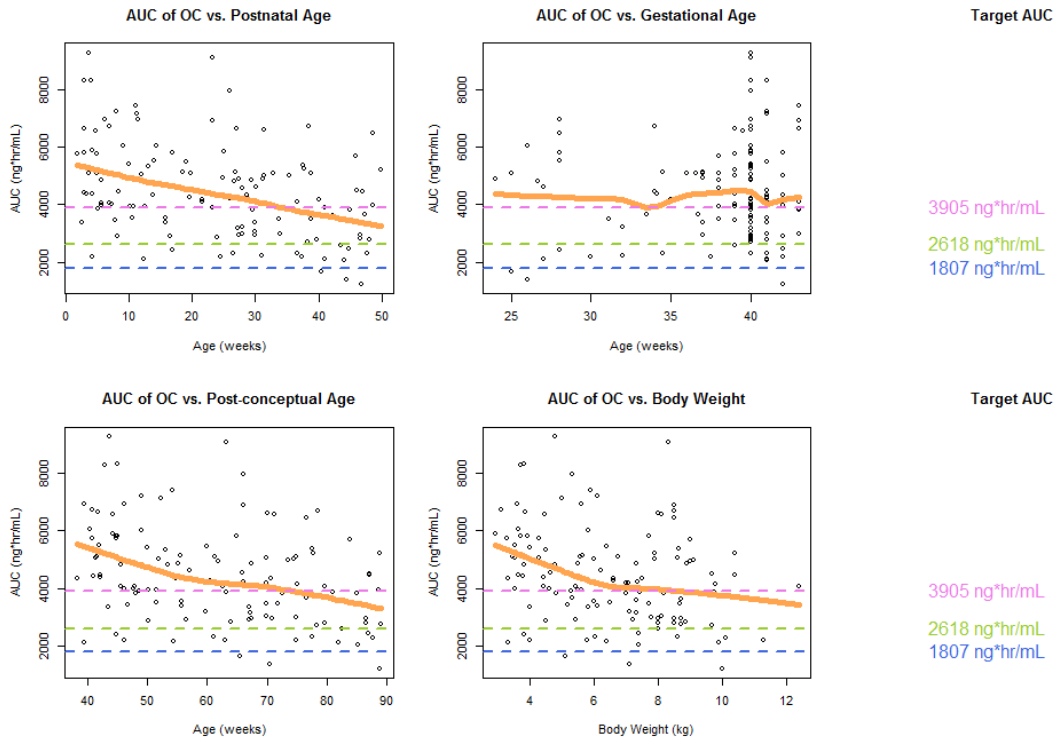 AUC of OC vs. Postnatal Age
AUC of OC vs. Gestational Age
Target AUC
AUC (ng*hr/mL)
2000 4000 6000 8000
0 10 20 30 40 50
Age (weeks)
AUC (ng*hr/mL)
2000 4000 6000 8000
25 30 35 40
Age (weeks)
3905 ng*hr/mL
2618 ng*hr/mL
1807 ng*hr/mL
AUC of OC vs. Post-conceptual Age
AUC of OC vs. Body Weight
Target AUC
AUC (ng*hr/mL)
2000 4000 6000 8000
40 50 60 70 80 90
Age (weeks)
AUC (ng*hr/mL)
2000 4000 6000 8000
4 6 8 10 12
Body Weight (kg)
3905 ng*hr/mL
2618 ng*hr/mL
1807 ng*hr/mL